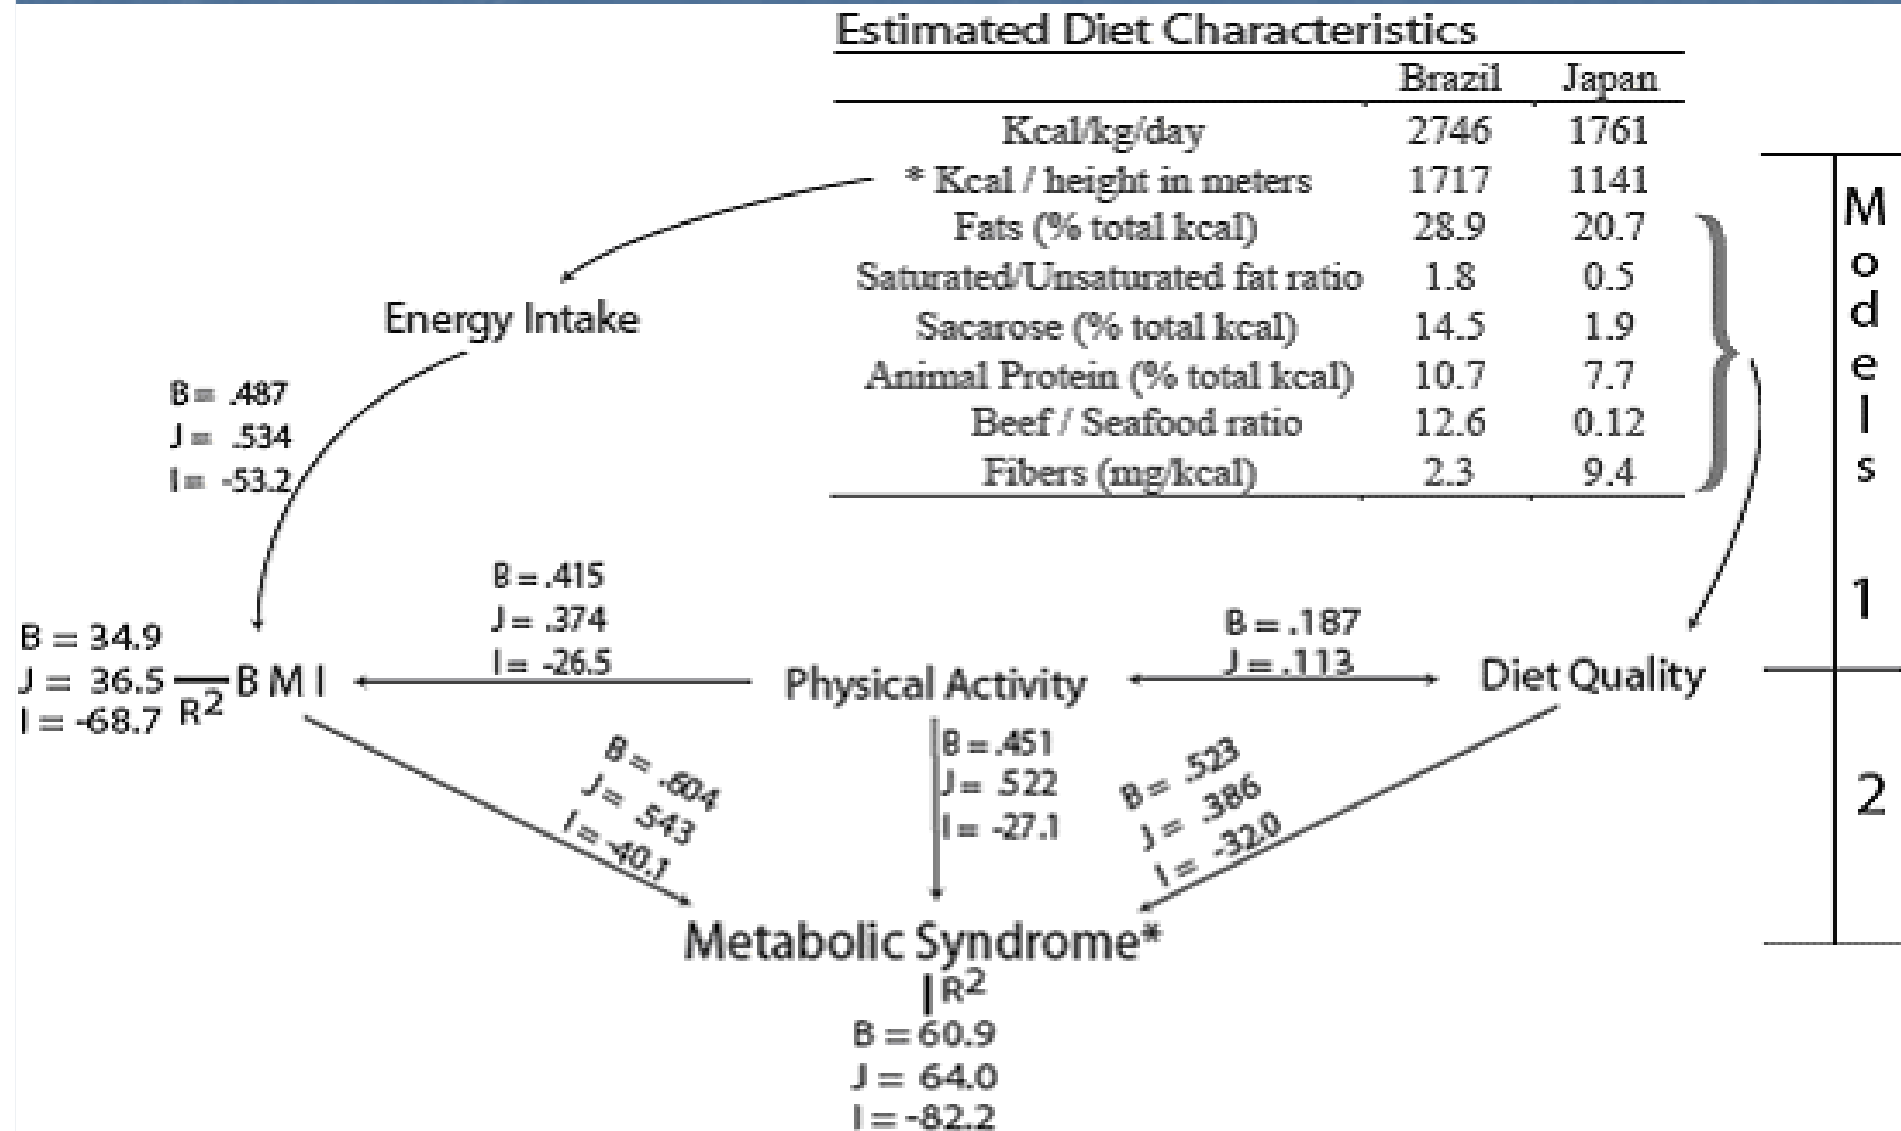 Estimated Diet Characteristics
Brazil Japan
Kcal/kg/day 2746 1761
* Kcal / height in meters 1717 1141
Fats (% total kcal) 28.9 20.7
Saturated/Unsaturated fat ratio 1.8 0.5
Sacarose (% total kcal) 14.5 1.9
Animal Protein (% total kcal) 10.7 7.7
Beef / Seafood ratio 12.6 0.12
Fibers (mg/kcal) 2.3 9.4
Models
1
2
Energy Intake
B = .487
J = .534
I = -53.2
B = .415
J = .374
I = -26.5
B = .187
J = .113
B = 34.9
J = 36.5
I = -68.7
R²
BMI
Physical Activity
Diet Quality
B = .604
J = .543
I = -40.1
B = .451
J = .522
I = -27.1
B = .523
J = .386
I = -32.0
Metabolic Syndrome*
R²
B = 60.9
J = 64.0
I = -82.2